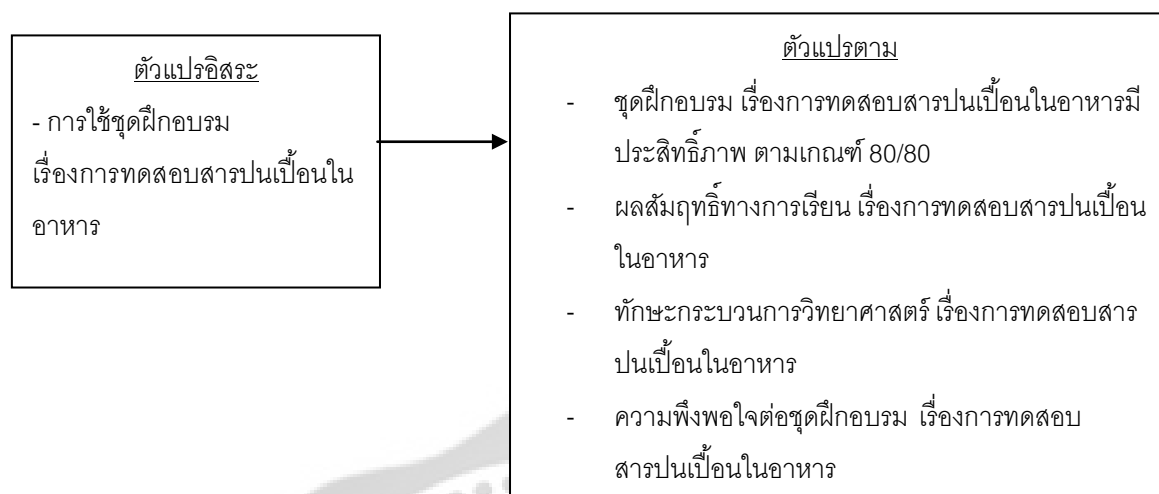 ตัวแปรอิสระ
- การใช้ชุดฝึกอบรม
เรื่องการทดสอบสารปนเปื้อนใน
อาหาร
ตัวแปรตาม
- ชุดฝึกอบรม เรื่องการทดสอบสารปนเปื้อนในอาหารมี
ประสิทธิ์ภาพ ตามเกณฑ์ 80/80
- ผลสัมฤทธิ์ทางการเรียน เรื่องการทดสอบสารปนเปื้อน
ในอาหาร
- ทักษะกระบวนการวิทยาศาสตร์ เรื่องการทดสอบสาร
ปนเปื้อนในอาหาร
- ความพึงพอใจต่อชุดฝึกอบรม เรื่องการทดสอบ
สารปนเปื้อนในอาหาร